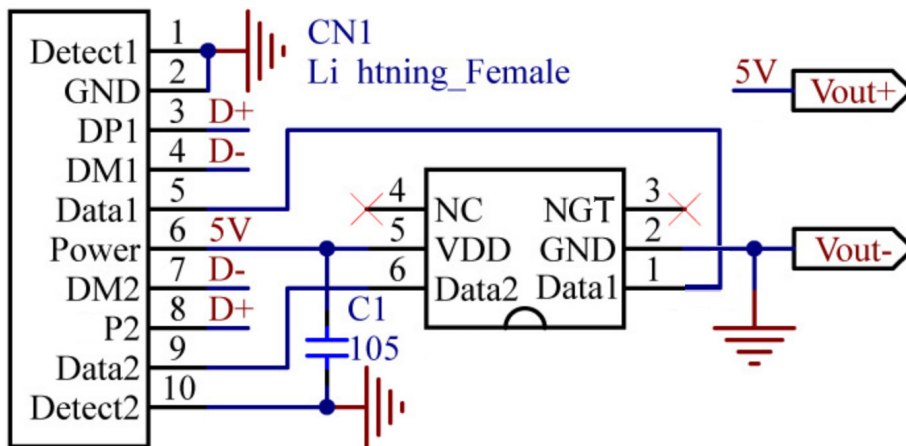 CN1
Li htning_Female
Detect1 1
GND 2
DP1 3 D+
DM1 4 D-
Data1 5
Power 6 5V
DM2 7 D-
P2 8 D+
Data2 9
Detect2 10
C1
105
4 NC NGT 3
5 VDD GND 2
6 Data2 Data1 1
5V Vout+
Vout-